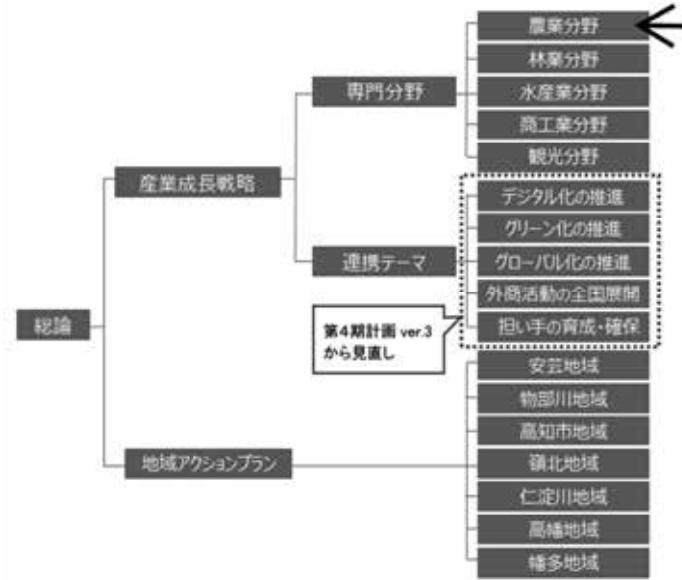 総論
産業成長戦略
専門分野
農業分野
林業分野
水産業分野
商工業分野
観光分野
連携テーマ
デジタル化の推進
グリーン化の推進
グローバル化の推進
外商活動の全国展開
担い手の育成・確保
第4期計画 ver.3
から見直し
地域アクションプラン
安芸地域
物部川地域
高知市地域
嶺北地域
仁淀川地域
高幡地域
幡多地域